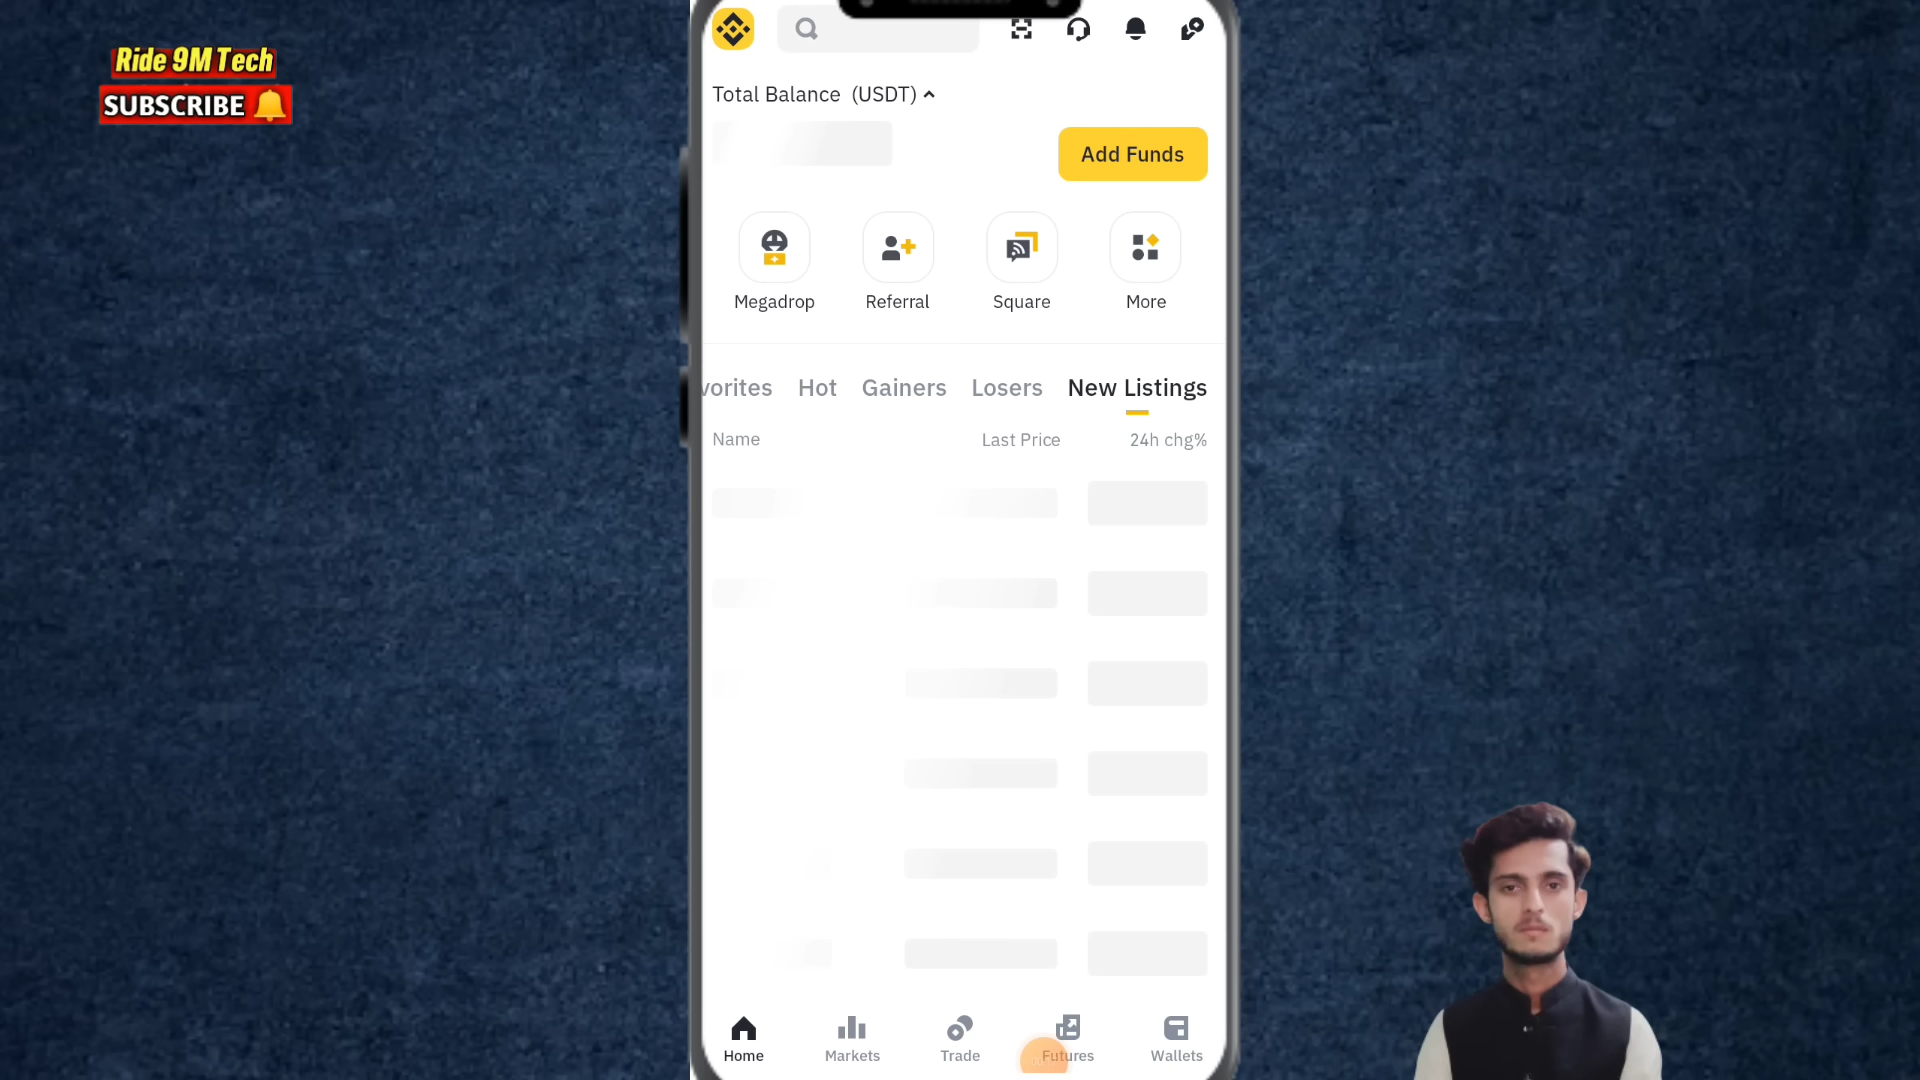 Ride 9M Tech
SUBSCRIBE
Total Balance (USDT)
Add Funds
Megadrop Referral Square More
vorites Hot Gainers Losers New Listings
Name Last Price 24h chg%
Home Markets Trade Futures Wallets